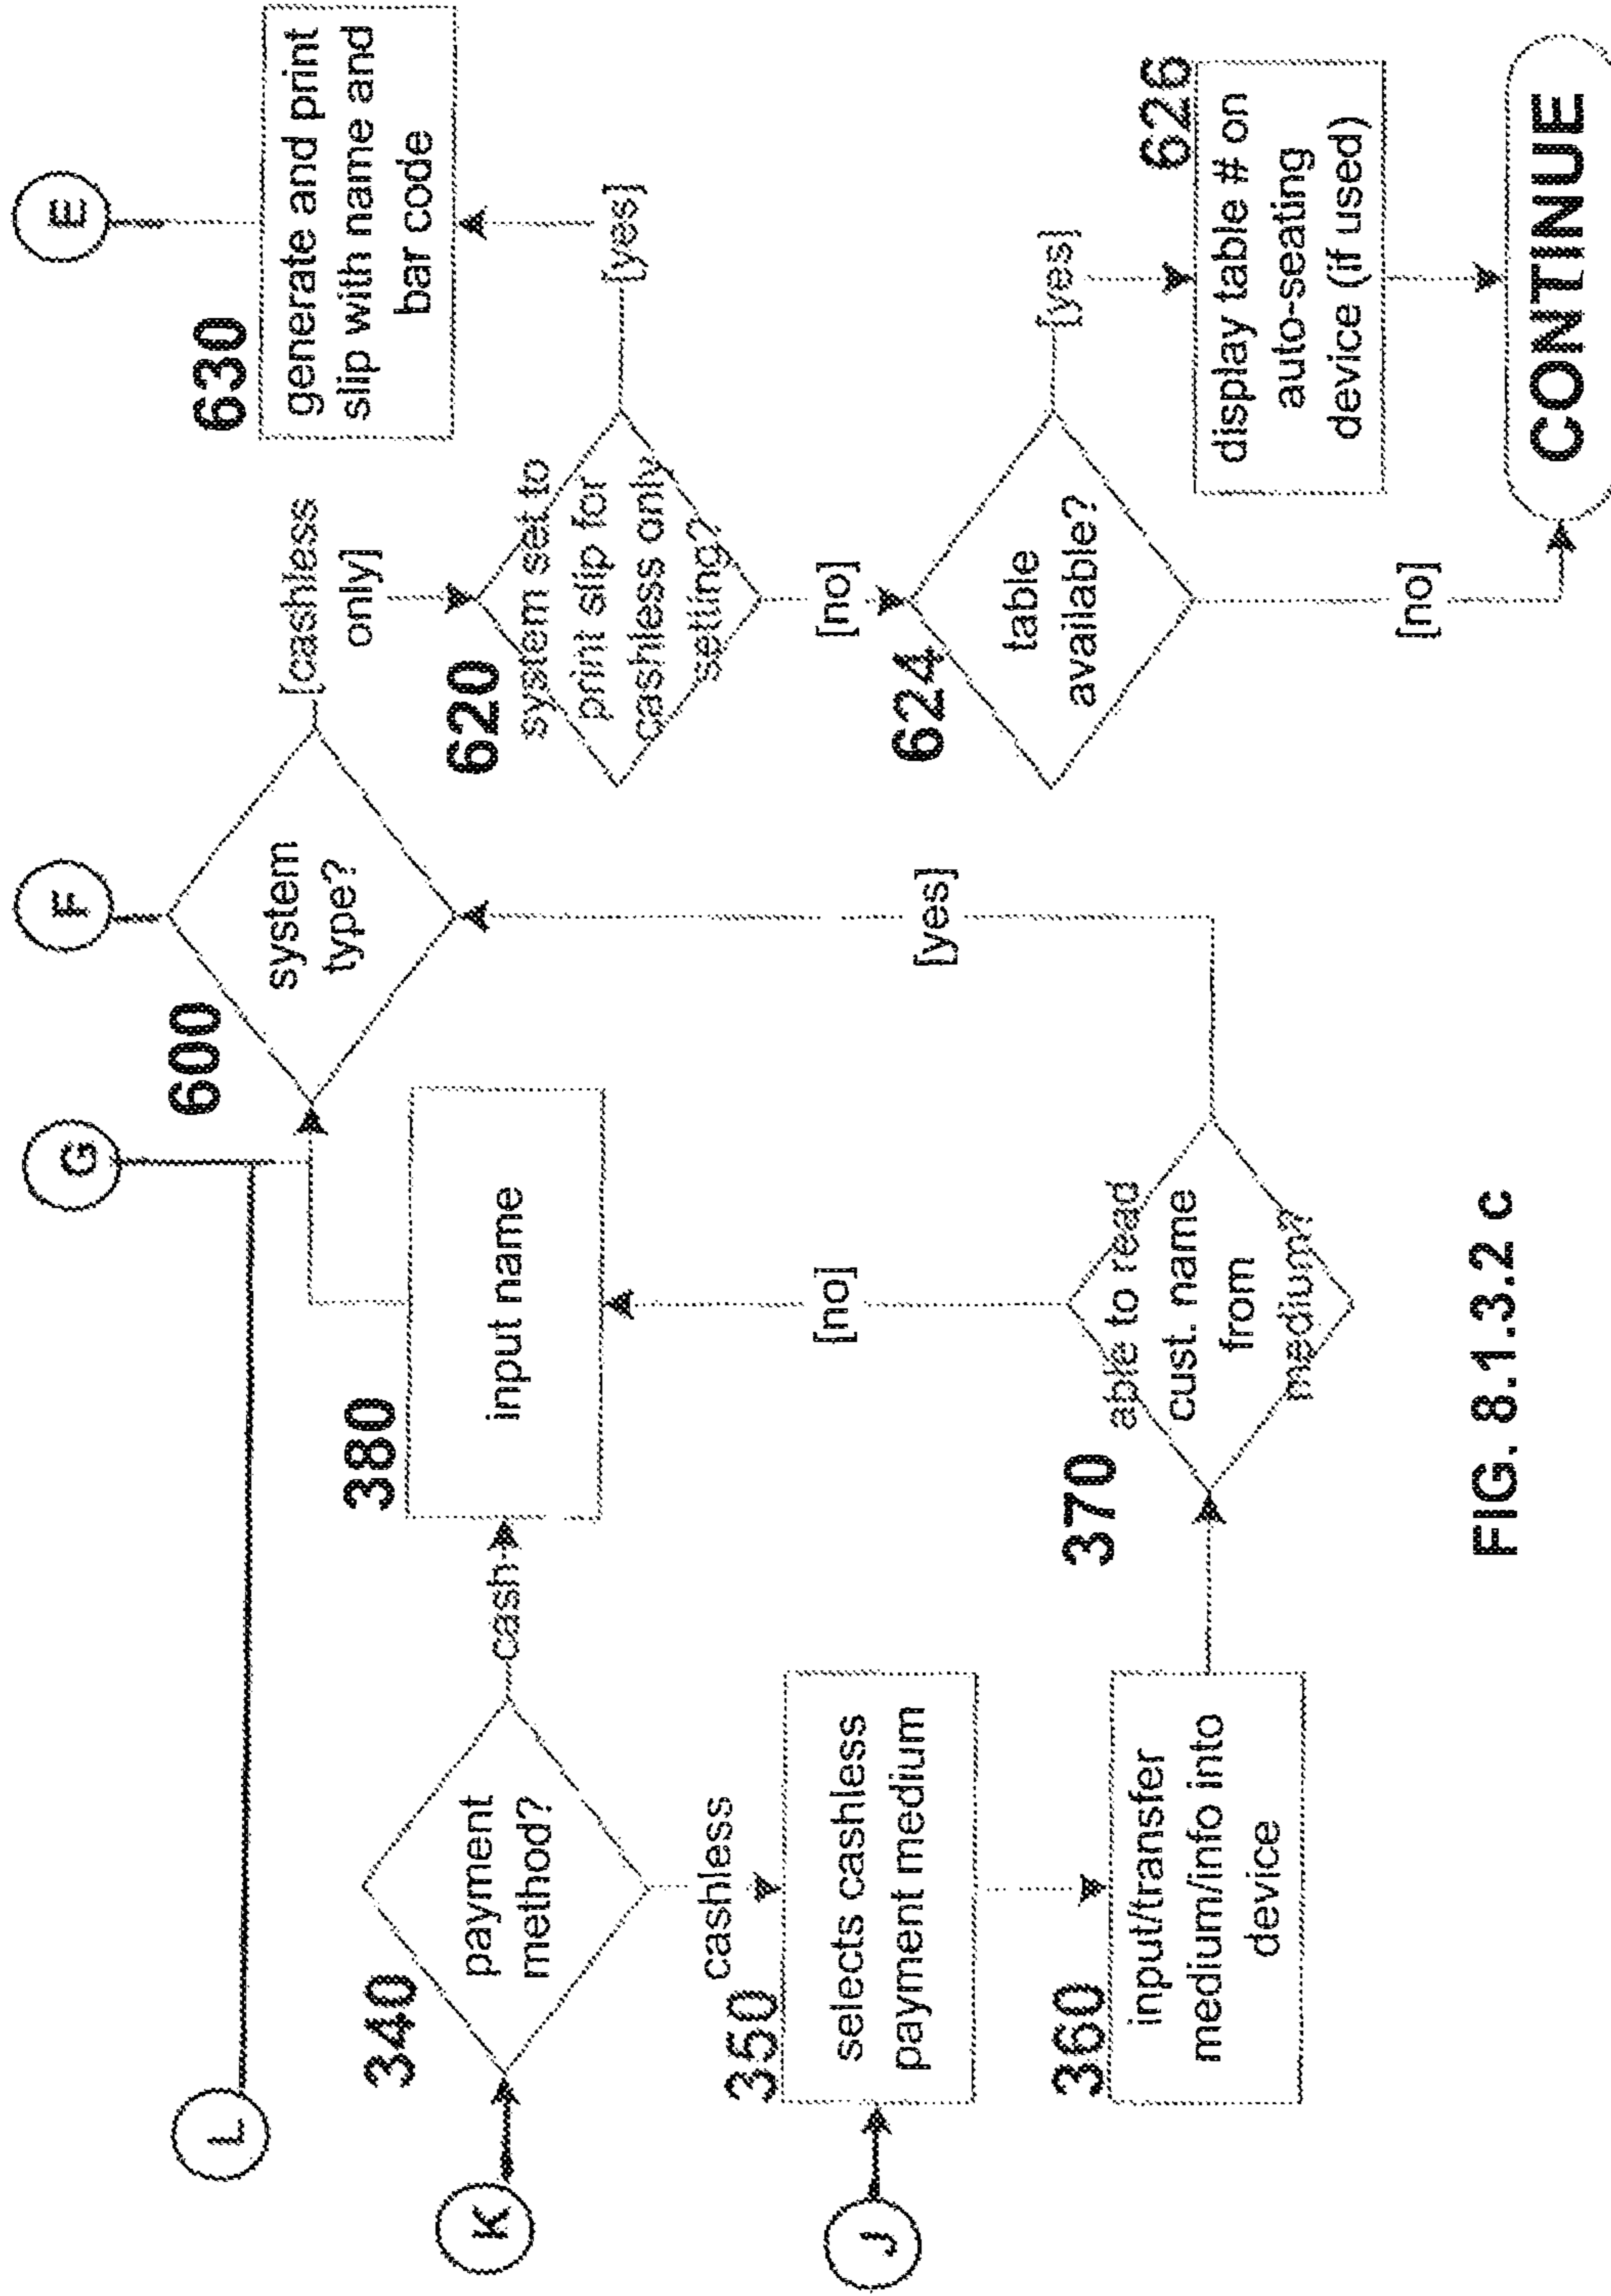 L
G
F
E
K
J
340
payment
method?
cash
cashless
350
selects cashless
payment medium
360
input/transfer
medium/info into
device
370
able to read
cust. name
from
medium?
[no]
[yes]
380
input name
600
system
type?
[cashless
only]
620
system set to
print slip for
cashless only
setting?
[yes]
630
generate and print
slip with name and
bar code
[no]
624
table
available?
[yes]
626
display table # on
auto-seating
device (if used)
[no]
CONTINUE
FIG. 8.1.3.2 c